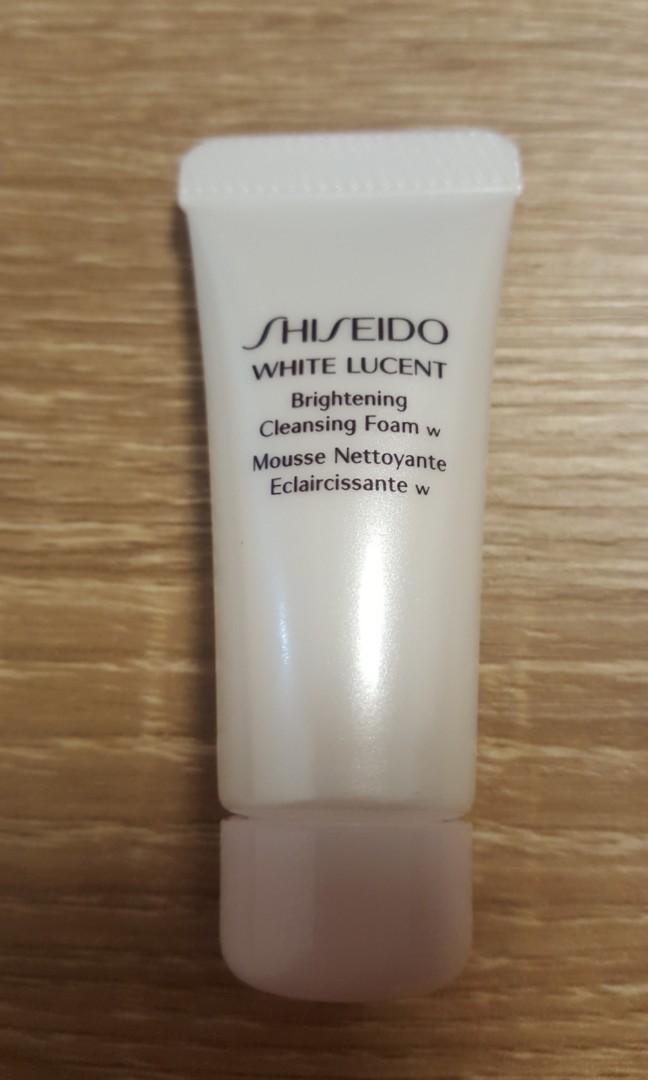 SHISEIDO
WHITE LUCENT
Brightening
Cleansing Foam w
Mousse Nettoyante
Eclaircissante w